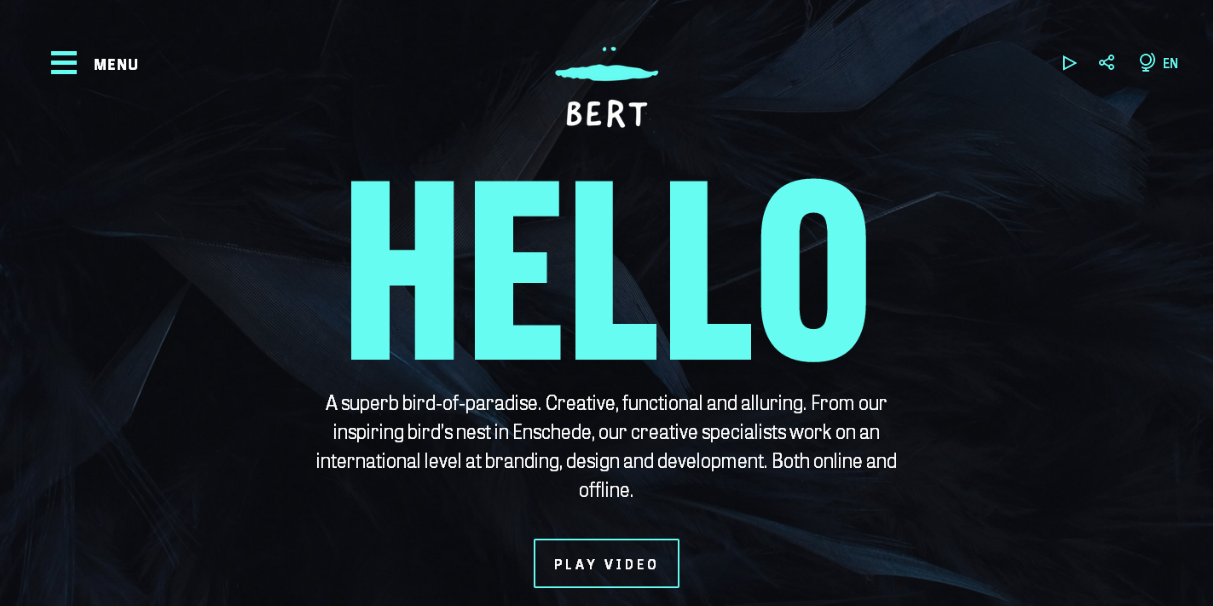 MENU
BERT
EN
HELLO
A superb bird-of-paradise. Creative, functional and alluring. From our
inspiring bird's nest in Enschede, our creative specialists work on an
international level at branding, design and development. Both online and
offline.
PLAY VIDEO